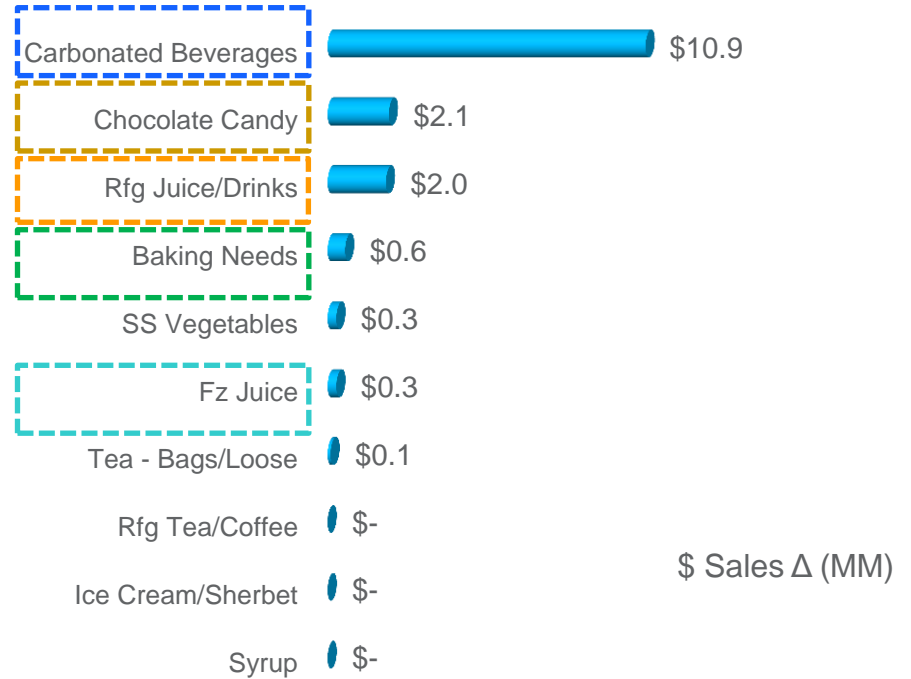 Carbonated Beverages $10.9
Chocolate Candy $2.1
Rfg Juice/Drinks $2.0
Baking Needs $0.6
SS Vegetables $0.3
Fz Juice $0.3
Tea - Bags/Loose $0.1
Rfg Tea/Coffee $-
$ Sales Δ (MM)
Ice Cream/Sherbet $-
Syrup $-